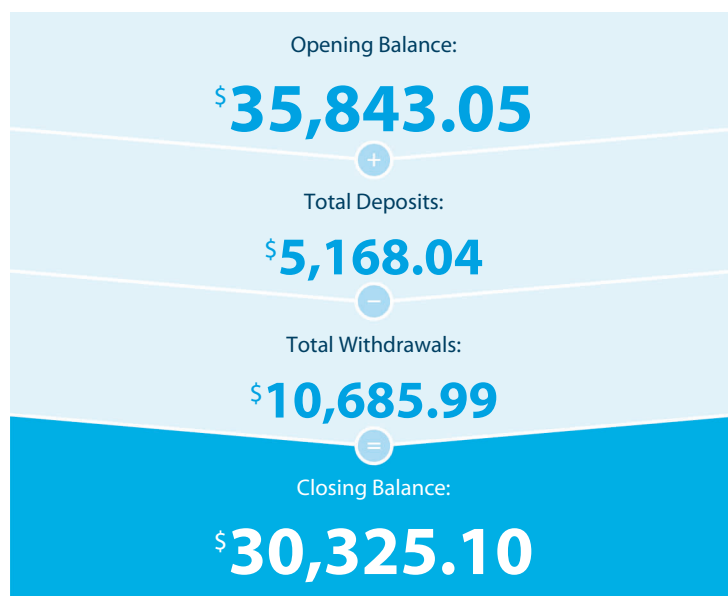 Opening Balance:
$35,843.05
+
Total Deposits:
$5,168.04
−
Total Withdrawals:
$10,685.99
=
Closing Balance:
$30,325.10